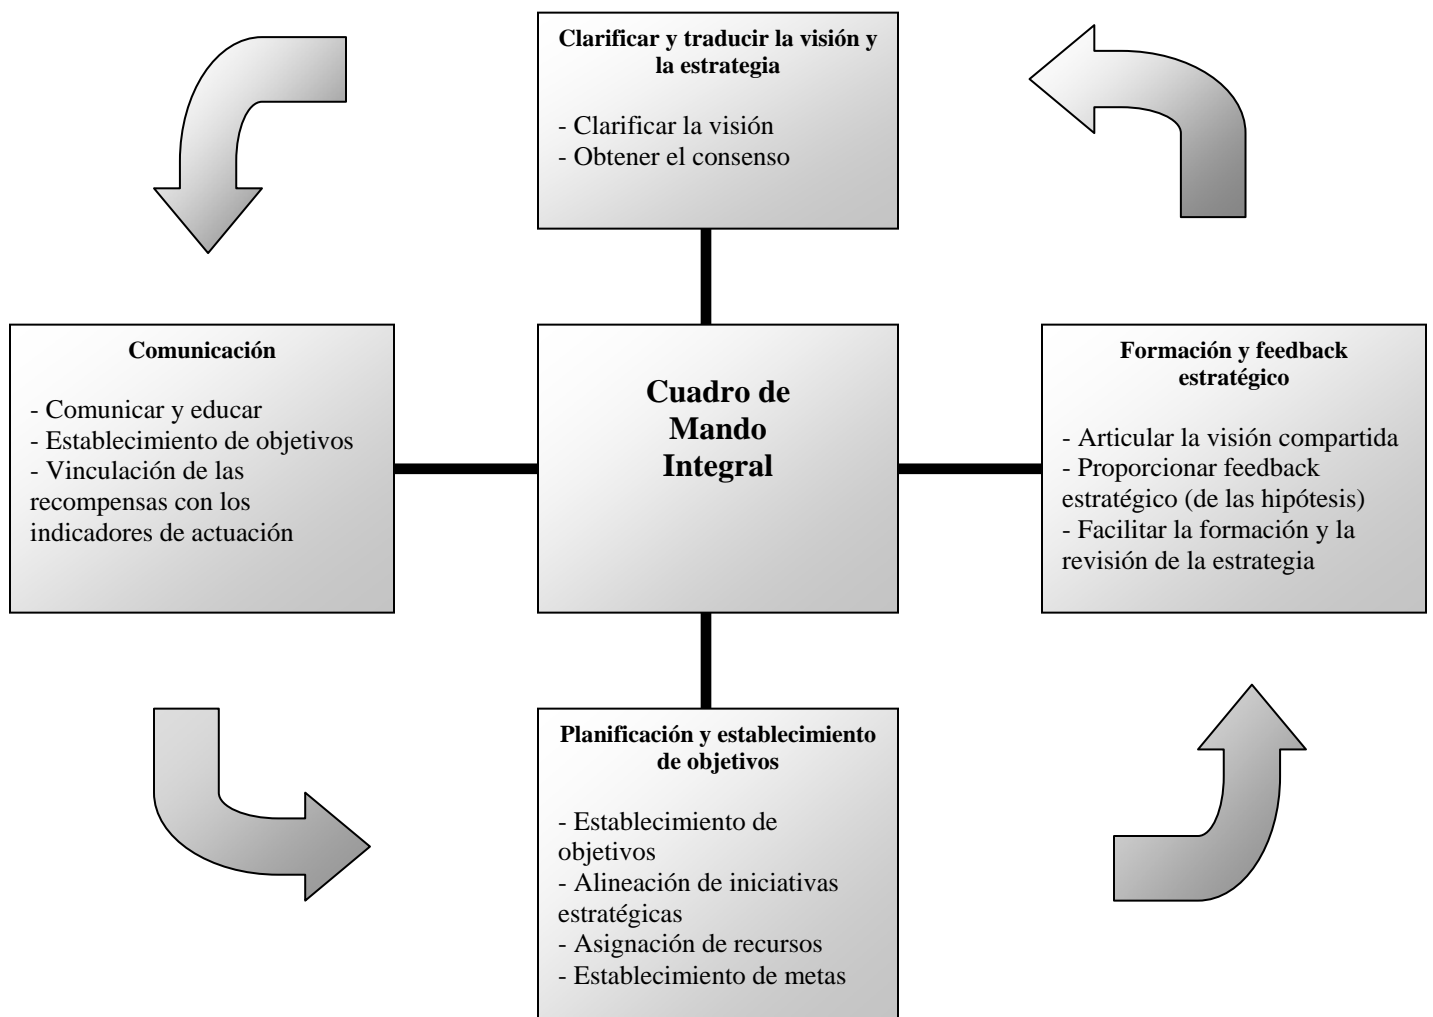 Clarificar y traducir la visión y
la estrategia
- Clarificar la visión
- Obtener el consenso
Comunicación
- Comunicar y educar
- Establecimiento de objetivos
- Vinculación de las
recompensas con los
indicadores de actuación
Cuadro de
Mando
Integral
Formación y feedback
estratégico
- Articular la visión compartida
- Proporcionar feedback
estratégico (de las hipótesis)
- Facilitar la formación y la
revisión de la estrategia
Planificación y establecimiento
de objetivos
- Establecimiento de
objetivos
- Alineación de iniciativas
estratégicas
- Asignación de recursos
- Establecimiento de metas